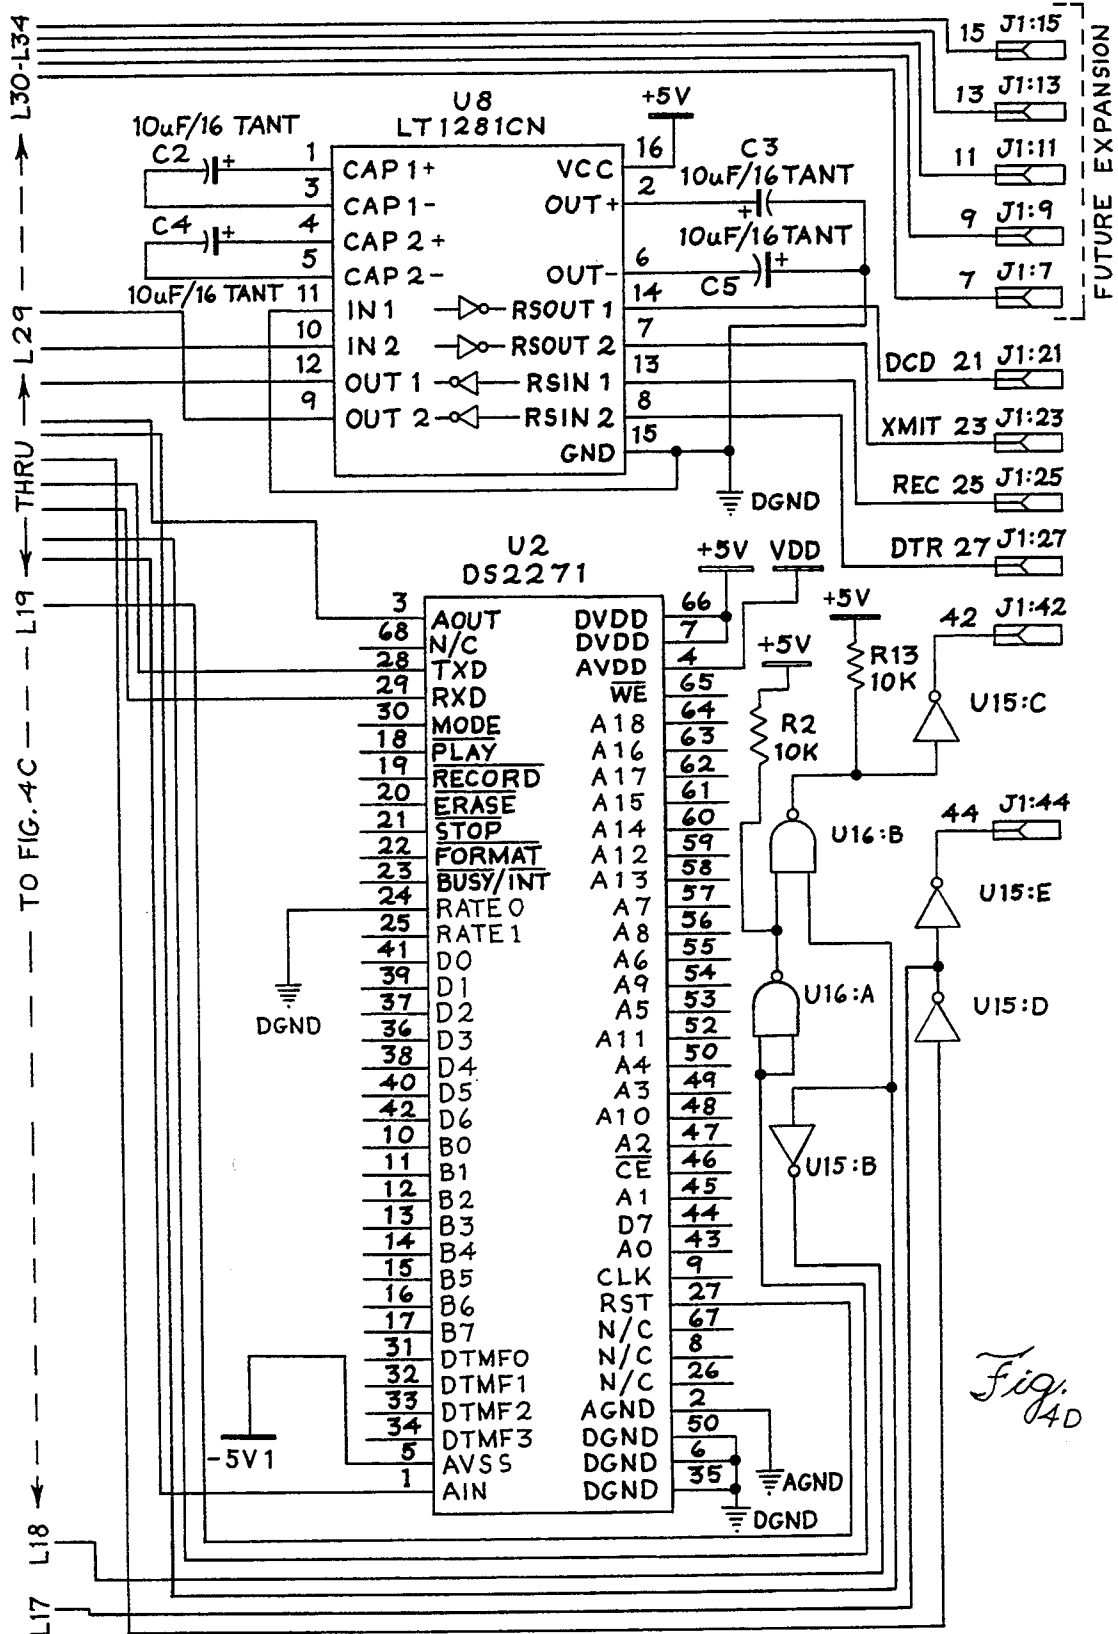 L30-L34
15 J1:15
13 J1:13
11 J1:11
9 J1:9
7 J1:7
FUTURE EXPANSION
U8
LT1281CN
+5V
10uF/16 TANT
C2
1 CAP 1+
3 CAP 1-
C4
4 CAP 2+
5 CAP 2-
10uF/16 TANT
11 IN 1
10 IN 2
12 OUT 1
9 OUT 2
VCC 16
OUT+ 2
C3
10uF/16 TANT
+
10uF/16 TANT
OUT- 6
C5
RSOUT 1 14
RSOUT 2 7
RSIN 1 13
RSIN 2 8
GND 15
DGND
DCD 21 J1:21
XMIT 23 J1:23
REC 25 J1:25
DTR 27 J1:27
L29
THRU
L19
TO FIG. 4C
L18
L17
U2
DS2271
3 AOUT
68 N/C
28 TXD
29 RXD
30 MODE
18 PLAY
19 RECORD
20 ERASE
21 STOP
22 FORMAT
23 BUSY/INT
24 RATE0
25 RATE1
41 D0
39 D1
37 D2
36 D3
38 D4
40 D5
42 D6
10 B0
11 B1
12 B2
13 B3
14 B4
15 B5
16 B6
17 B7
31 DTMF0
32 DTMF1
33 DTMF2
34 DTMF3
5 AVSS
1 AIN
DGND
-5V1
+5V VDD
DVDD 66
DVDD 7
AVDD 4
WE 65
A18 64
A16 63
A17 62
A15 61
A14 60
A12 59
A13 58
A7 57
A8 56
A6 55
A9 54
A5 53
A11 52
A4 50
A3 49
A10 48
A2 47
CE 46
A1 45
D7 44
A0 43
CLK 9
RST 27
N/C 67
N/C 8
N/C 26
AGND 2
DGND 50
DGND 6
DGND 35
AGND
DGND
+5V
R2
10K
+5V
R13
10K
42 J1:42
U15:C
U16:B
44 J1:44
U15:E
U16:A
U15:D
U15:B
Fig. 4D